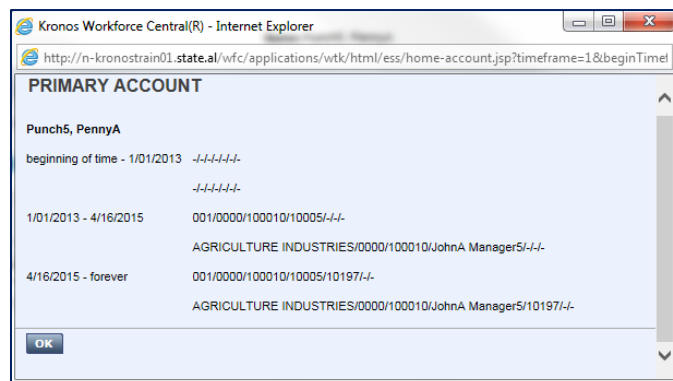 Kronos Workforce Central(R) - Internet Explorer
http://n-kronostrain01.state.al/wfc/applications/wtk/html/ess/home-account.jsp?timeframe=1&beginTimef
PRIMARY ACCOUNT
Punch5, PennyA
beginning of time - 1/01/2013 -/-/-/-/-/-/-
-/-/-/-/-/-/-
1/01/2013 - 4/16/2015 001/0000/100010/10005/-/-/-
AGRICULTURE INDUSTRIES/0000/100010/JohnA Manager5/-/-/-
4/16/2015 - forever 001/0000/100010/10005/10197/-/-
AGRICULTURE INDUSTRIES/0000/100010/JohnA Manager5/10197/-/-
OK